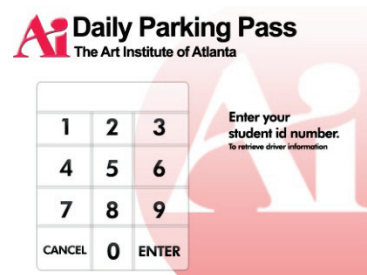 Ai Daily Parking Pass
The Art Institute of Atlanta
1 2 3
4 5 6
7 8 9
CANCEL 0 ENTER
Enter your
student id number.
To retrieve driver information
Ai